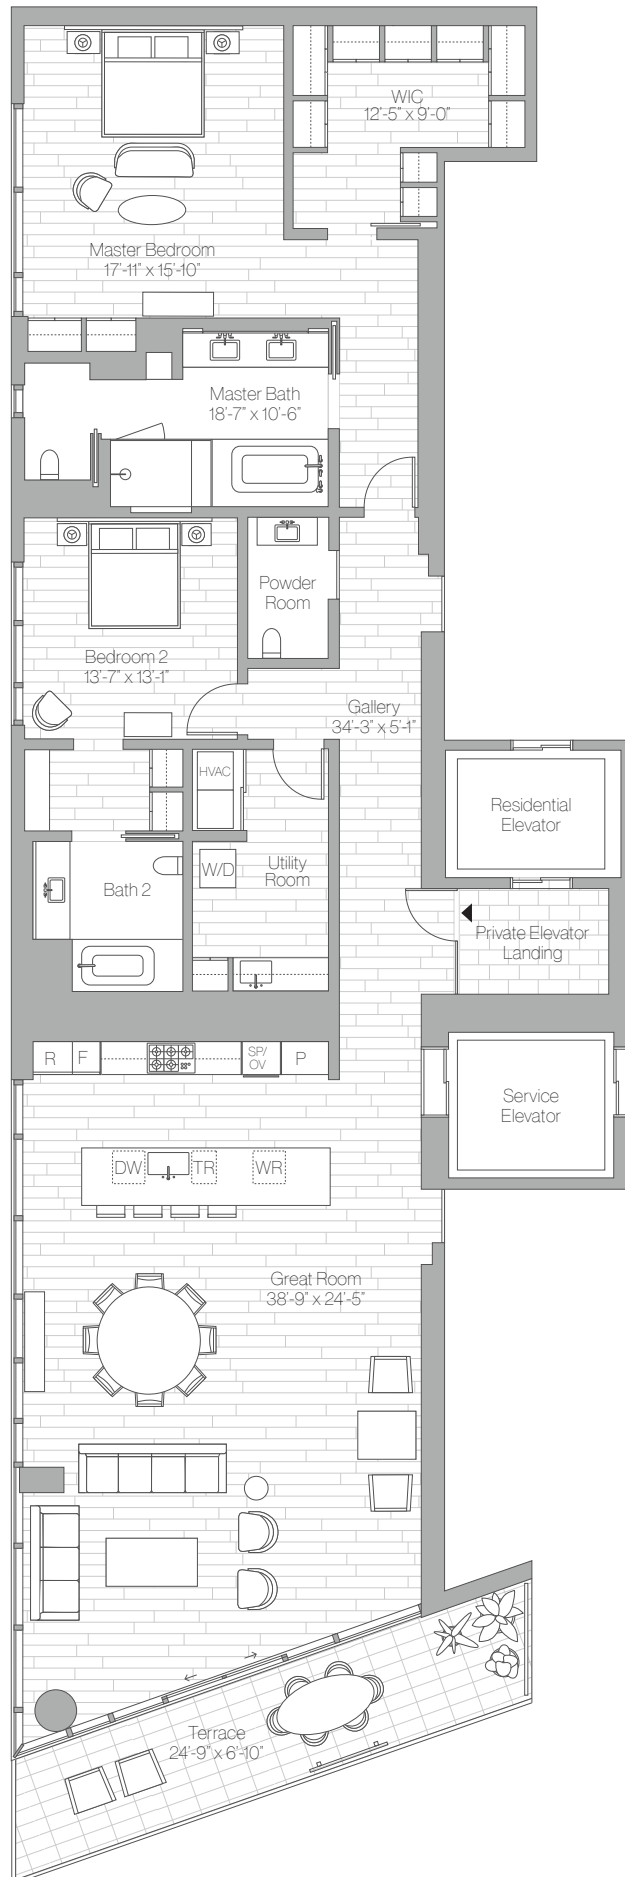 WIC
12'-5" x 9'-0"
Master Bedroom
17'-11" x 15'-10"
Master Bath
18'-7" x 10'-6"
Powder
Room
Bedroom 2
13'-7" x 13'-1"
Gallery
34'-3" x 5'-1"
HVAC
Residential
Elevator
W/D
Utility
Room
Bath 2
Private Elevator
Landing
R
F
SP/
OV
P
Service
Elevator
DW
TR
WR
Great Room
38'-9" x 24'-5"
Terrace
24'-9" x 6'-10"